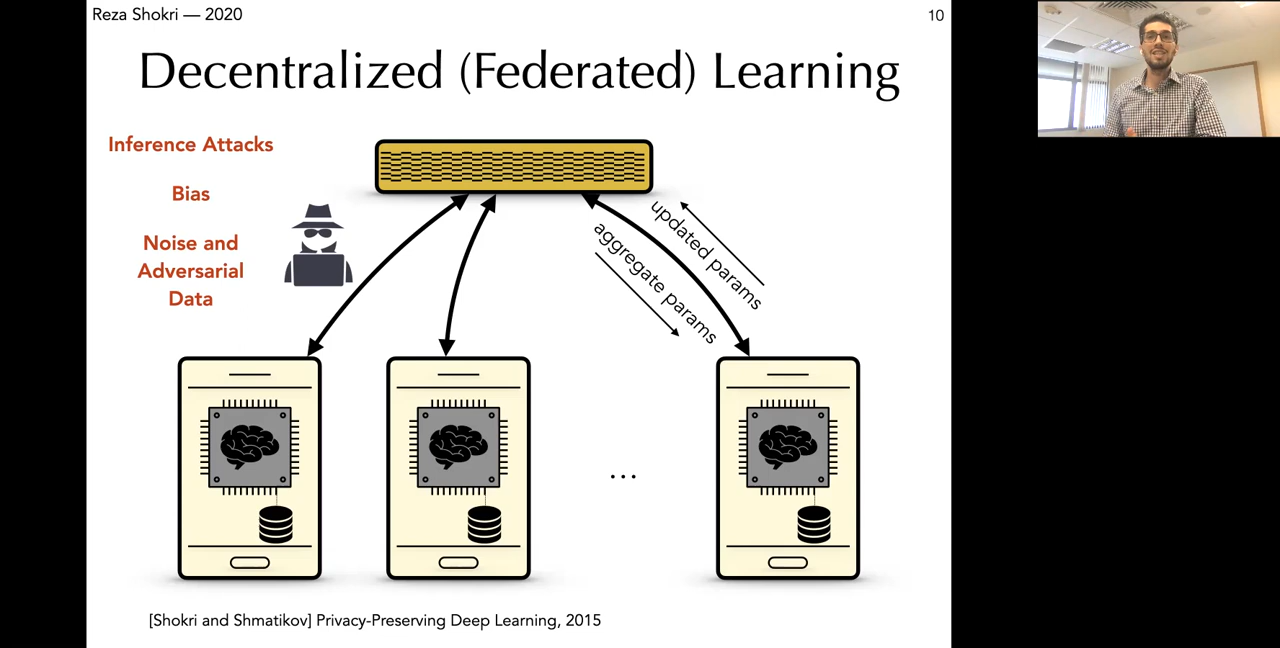 Reza Shokri — 2020
10
Decentralized (Federated) Learning
Inference Attacks
Bias
Noise and
Adversarial
Data
updated params
aggregate params
...
[Shokri and Shmatikov] Privacy-Preserving Deep Learning, 2015